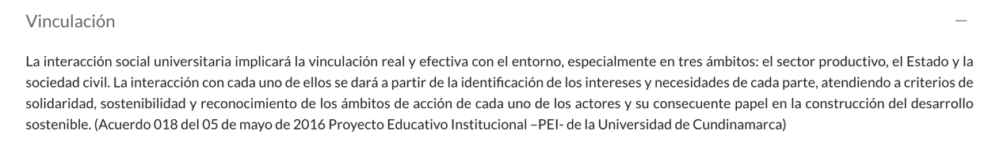 Vinculación
La interacción social universitaria implicará la vinculación real y efectiva con el entorno, especialmente en tres ámbitos: el sector productivo, el Estado y la
sociedad civil. La interacción con cada uno de ellos se dará a partir de la identificación de los intereses y necesidades de cada parte, atendiendo a criterios de
solidaridad, sostenibilidad y reconocimiento de los ámbitos de acción de cada uno de los actores y su consecuente papel en la construcción del desarrollo
sostenible. (Acuerdo 018 del 05 de mayo de 2016 Proyecto Educativo Institucional –PEI- de la Universidad de Cundinamarca)